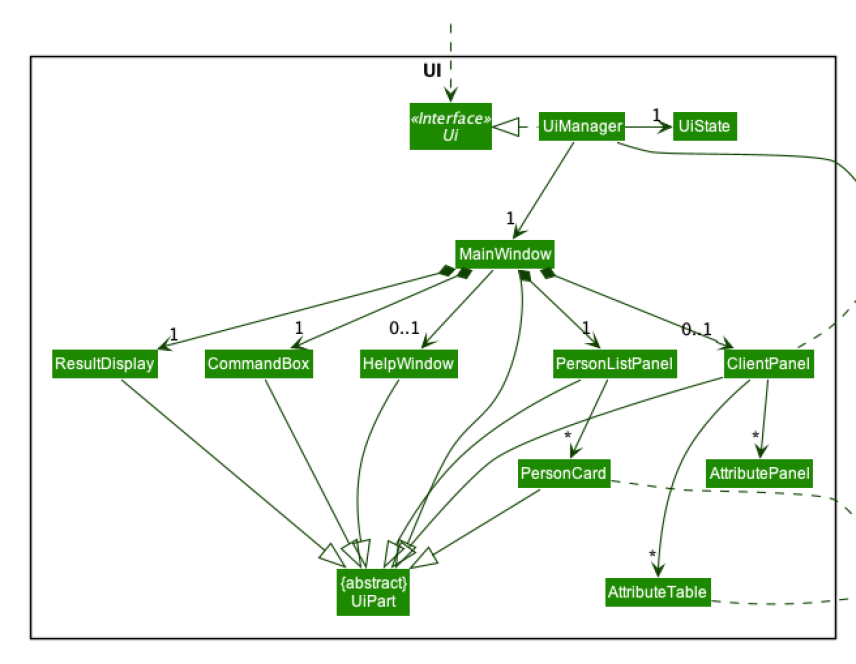 UI
«Interface»
Ui
UiManager
1
UiState
1
MainWindow
1
1
0..1
1
0..1
ResultDisplay
CommandBox
HelpWindow
PersonListPanel
ClientPanel
*
*
PersonCard
AttributePanel
*
{abstract}
UiPart
AttributeTable